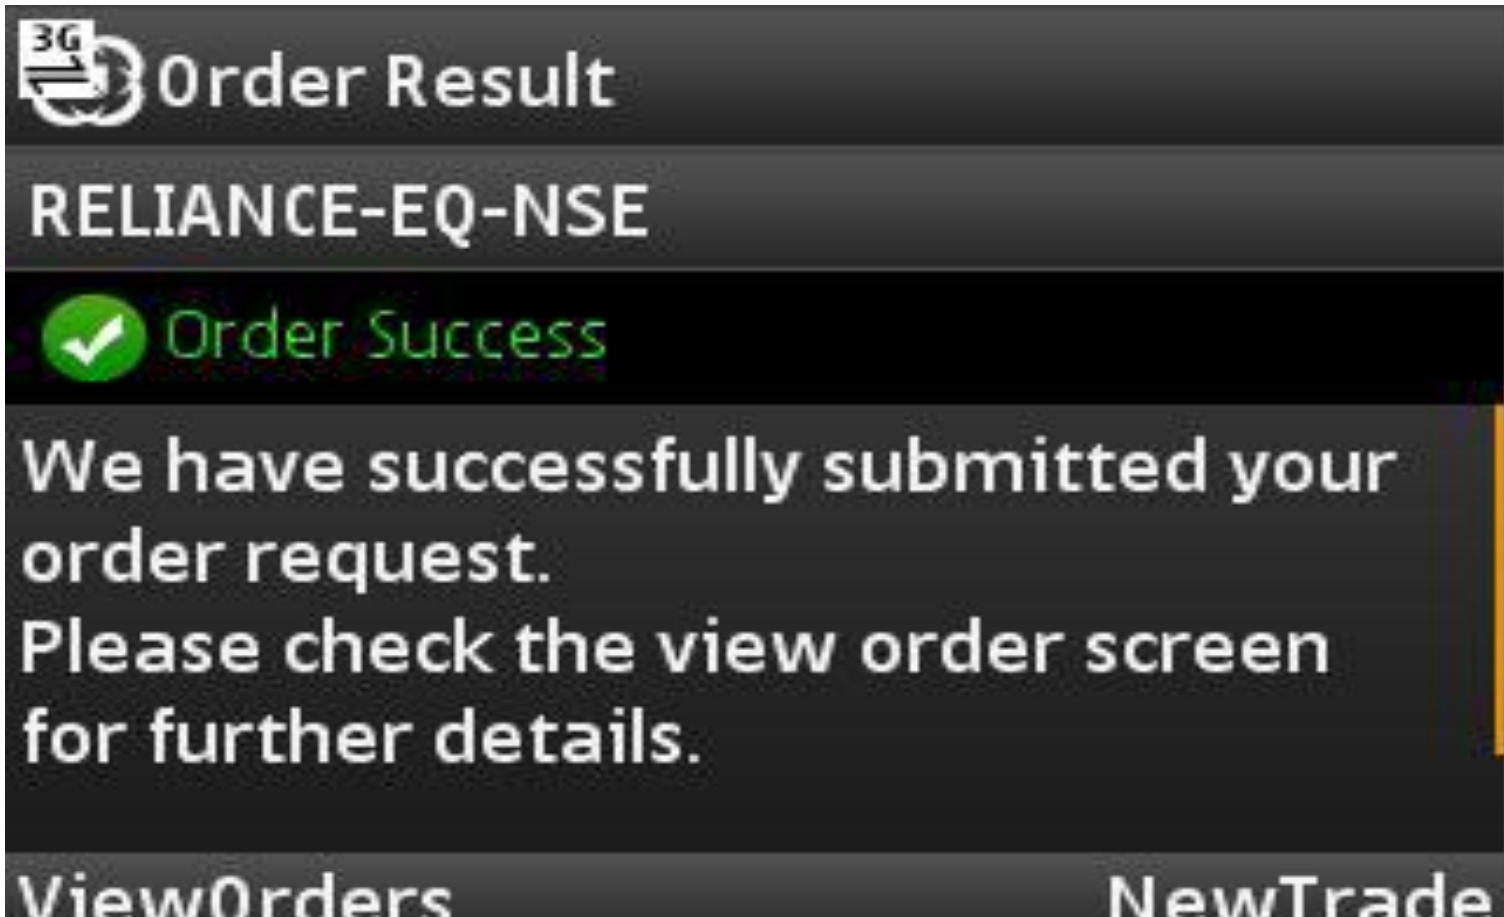 3G
Order Result
RELIANCE-EQ-NSE
Order Success
We have successfully submitted your
order request.
Please check the view order screen
for further details.
ViewOrders NewTrade